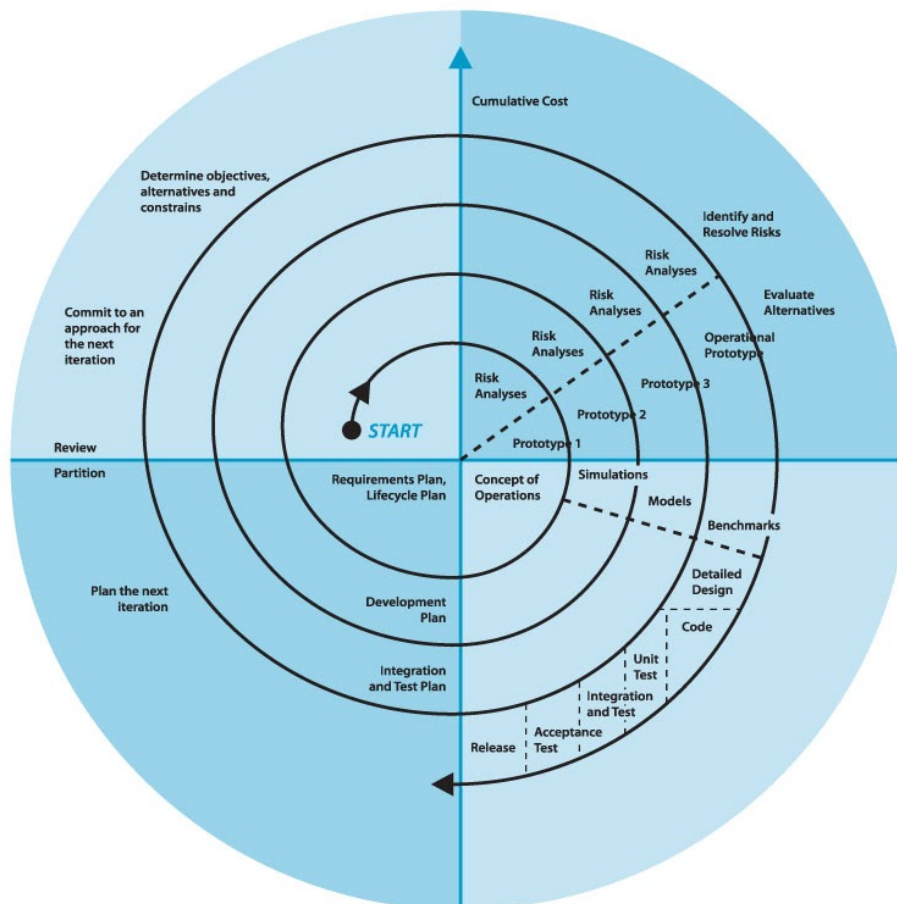 Cumulative Cost
Determine objectives,
alternatives and
constrains
Identify and
Resolve Risks
Risk
Analyses
Commit to an
approach for
the next
iteration
Risk
Analyses
Evaluate
Alternatives
Risk
Analyses
Operational
Prototype
Risk
Analyses
Prototype 3
START
Prototype 2
Prototype 1
Review
Partition
Requirements Plan,
Lifecycle Plan
Concept of
Operations
Simulations
Models
Benchmarks
Plan the next
iteration
Development
Plan
Detailed
Design
Code
Integration
and Test Plan
Unit
Test
Integration
and Test
Acceptance
Test
Release